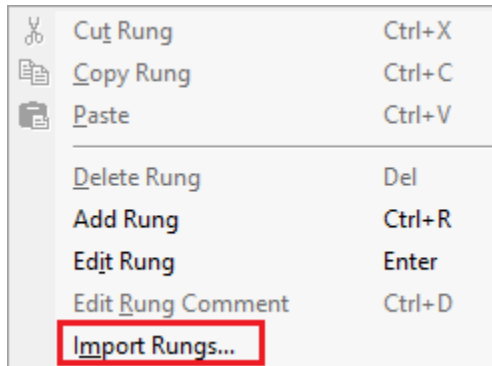 Cut Rung Ctrl+X
Copy Rung Ctrl+C
Paste Ctrl+V
Delete Rung Del
Add Rung Ctrl+R
Edit Rung Enter
Edit Rung Comment Ctrl+D
Import Rungs...